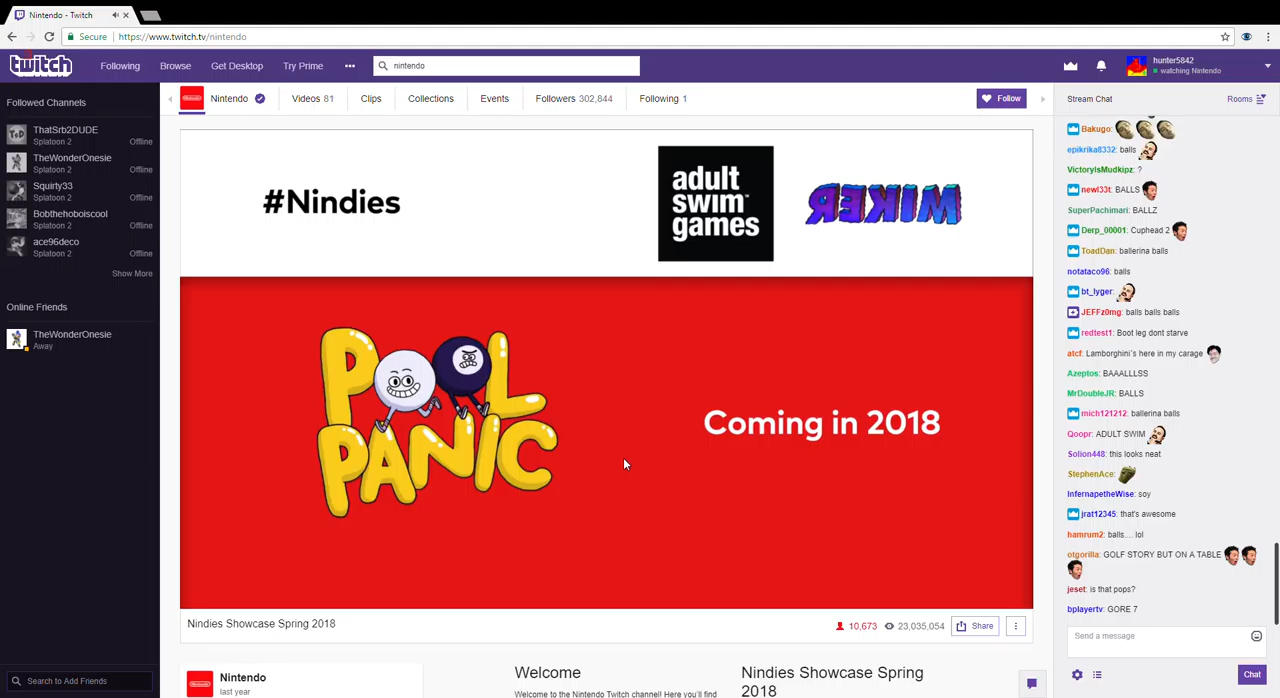 Nintendo - Twitch
Secure https://www.twitch.tv/nintendo
twitch Following Browse Get Desktop Try Prime ••• nintendo hunter5842
watching Nintendo
Followed Channels
ThatSrb2DUDE
Splatoon 2 Offline
TheWonderOnesie
Splatoon 2 Offline
Squirty33
Splatoon 2 Offline
Bobthehoboiscool
Splatoon 2 Offline
ace96deco
Splatoon 2 Offline
Show More
Online Friends
TheWonderOnesie
Away
Search to Add Friends
Nintendo Videos 81 Clips Collections Events Followers 302,844 Following 1 Follow
#Nindies
adult
swim™
games
REKIM
POOL
PANIC
Coming in 2018
Nindies Showcase Spring 2018 10,673 23,035,054 Share
Nintendo
last year
Welcome
Welcome to the Nintendo Twitch channel! Here you'll find
Nindies Showcase Spring
2018
Stream Chat Rooms
Bakugo:
epikrika8332: balls
VictoryIsMudkipz: ?
newl33t: BALLS
SuperPachimari: BALLZ
Derp_00001: Cuphead 2
ToadDan: ballerina balls
notataco96: balls
bt_lyger:
JEFFz0mg: balls balls balls
redtest1: Boot leg dont starve
atcf: Lamborghini's here in my carage
Azeptos: BAAALLLSS
MrDoubleJR: BALLS
mich121212: ballerina balls
Qoopr: ADULT SWIM
Solion448: this looks neat
StephenAce:
InfernapetheWise: soy
jrat12345: that's awesome
hamrum2: balls.... lol
otgorilla: GOLF STORY BUT ON A TABLE
jeset: is that pops?
bplayertv: GORE 7
Send a message
Chat